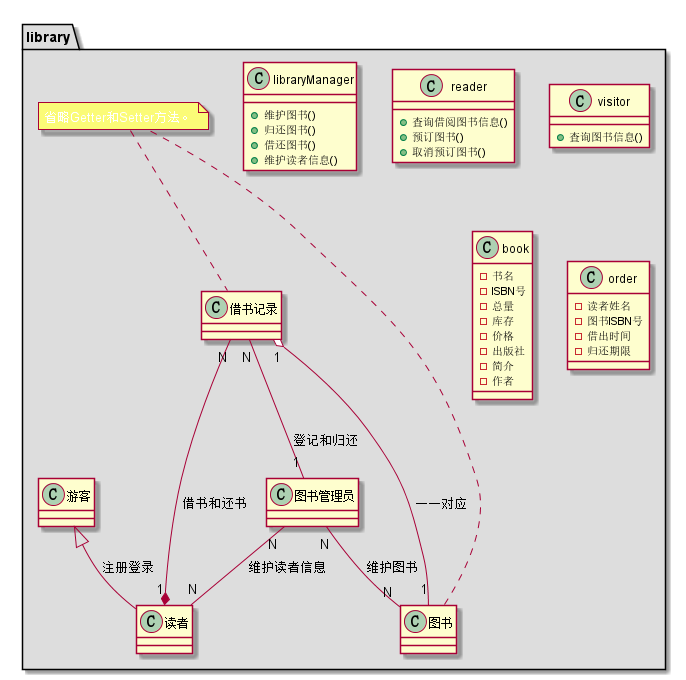 library
省略Getter和Setter方法。
C libraryManager
维护图书()
归还图书()
借还图书()
维护读者信息()
C reader
查询借阅图书信息()
预订图书()
取消预订图书()
C visitor
查询图书信息()
C book
书名
ISBN号
总量
库存
价格
出版社
简介
作者
C order
读者姓名
图书ISBN号
借出时间
归还期限
C 借书记录
N
N
1
登记和归还
1
C 游客
C 图书管理员
借书和还书
一一对应
注册登录
N
维护读者信息
N
维护图书
1
N
N
1
C 读者
C 图书